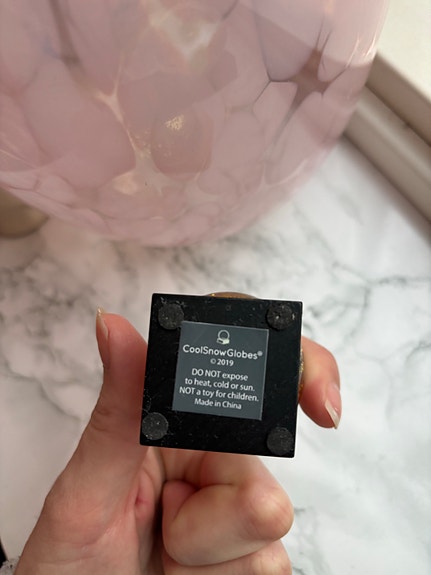 CoolSnowGlobes®
© 2019
DO NOT expose
to heat, cold or sun.
NOT a toy for children.
Made in China